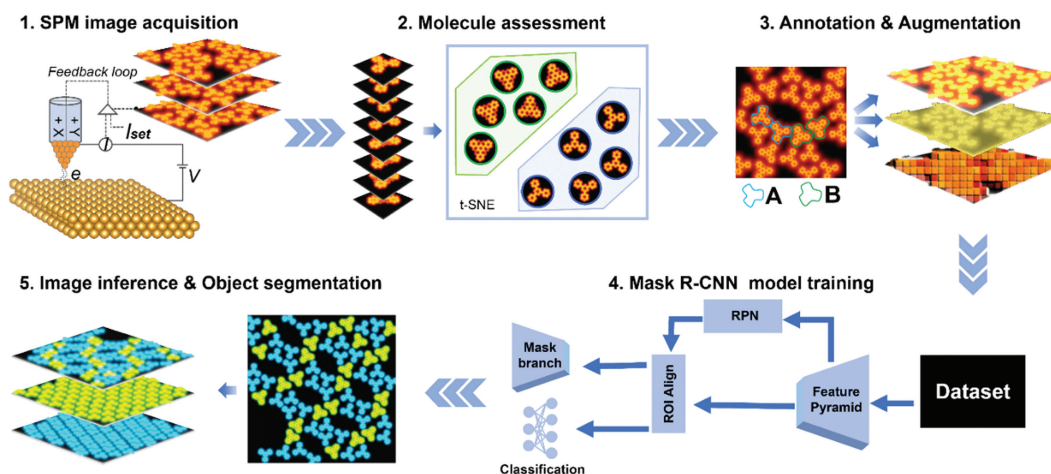 1. SPM image acquisition
2. Molecule assessment
3. Annotation & Augmentation
Feedback loop
+ +
X Y
I
Iset
e
V
t-SNE
A
B
5. Image inference & Object segmentation
4. Mask R-CNN model training
RPN
Mask
branch
ROI Align
Feature
Pyramid
Dataset
Classification